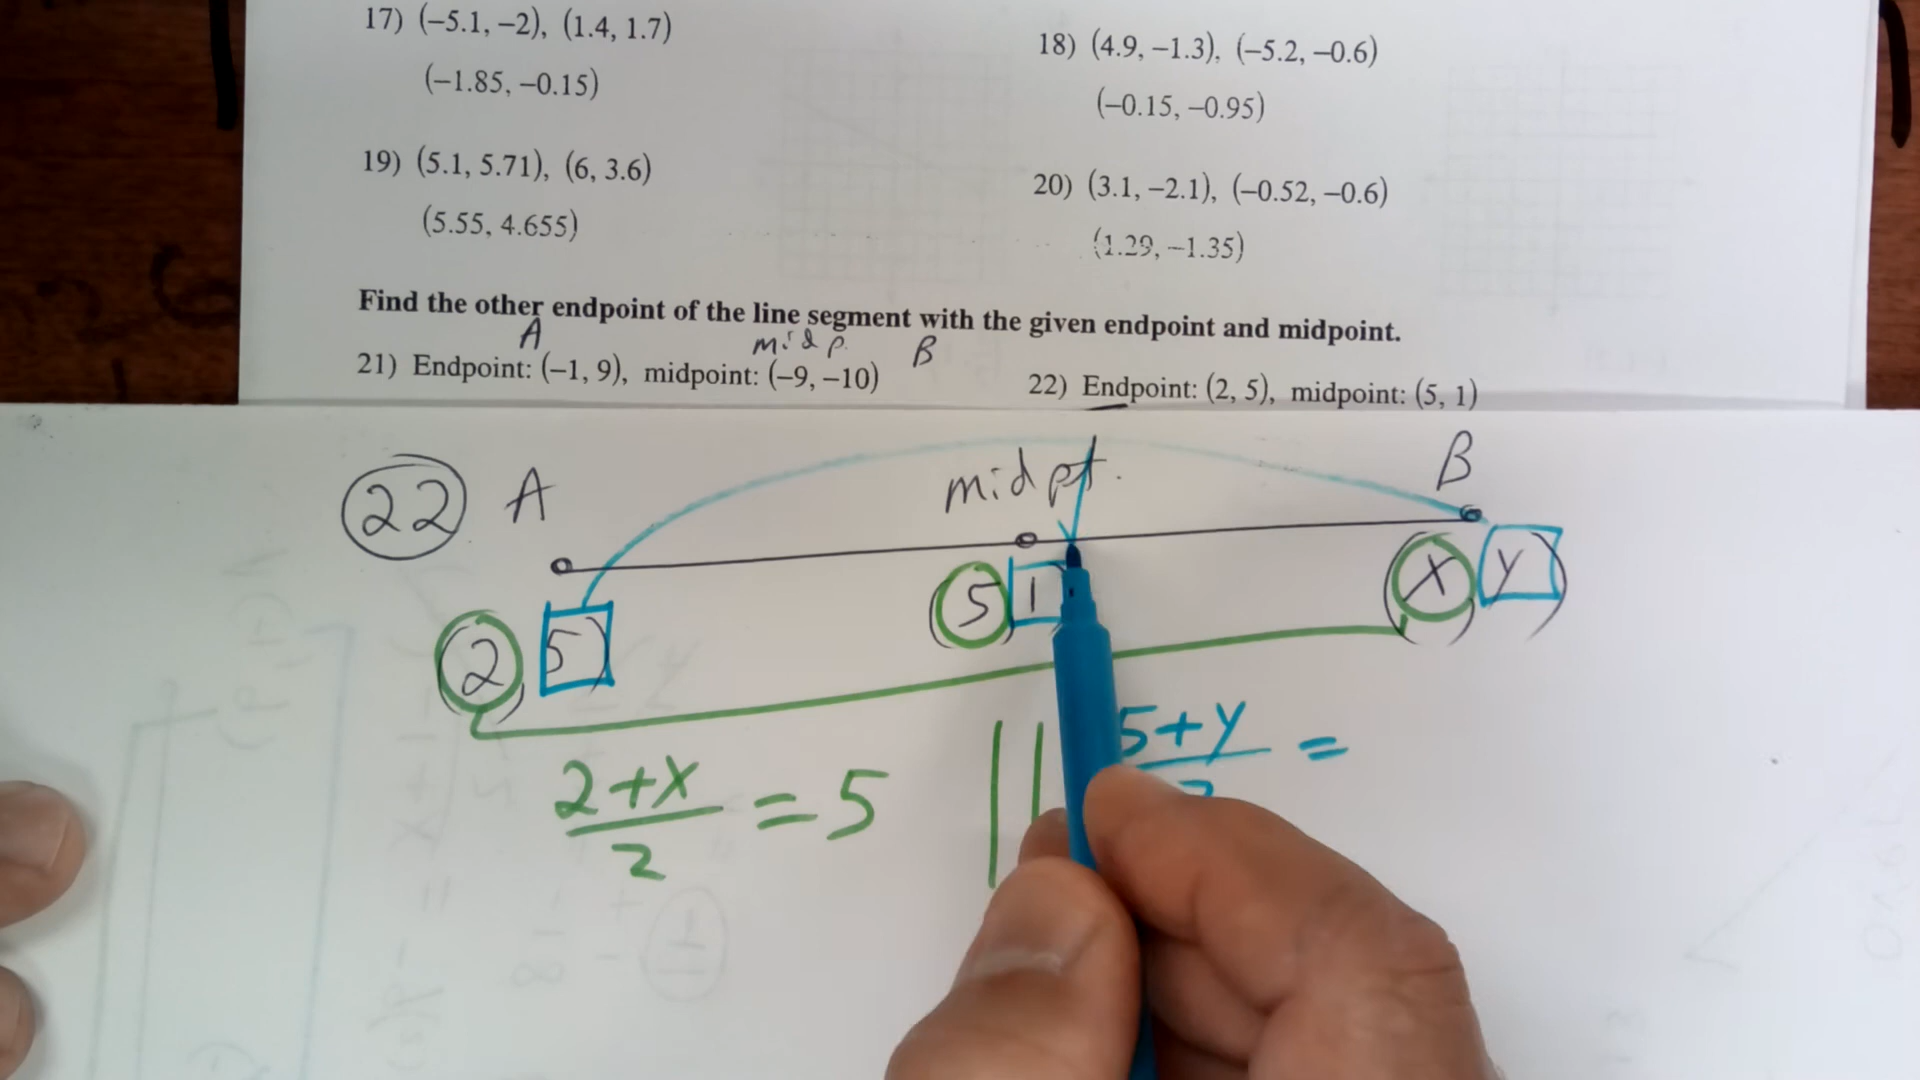 17) (−5.1, −2), (1.4, 1.7)
(−1.85, −0.15)
18) (4.9, −1.3), (−5.2, −0.6)
(−0.15, −0.95)
19) (5.1, 5.71), (6, 3.6)
(5.55, 4.655)
20) (3.1, −2.1), (−0.52, −0.6)
(1.29, −1.35)
Find the other endpoint of the line segment with the given endpoint and midpoint.
A midp. B
21) Endpoint: (−1, 9), midpoint: (−9, −10)
22) Endpoint: (2, 5), midpoint: (5, 1)
22 A midpt. B
(2, 5) (5 1 (x) y)
2+x/2 = 5 || 5+y/2 =